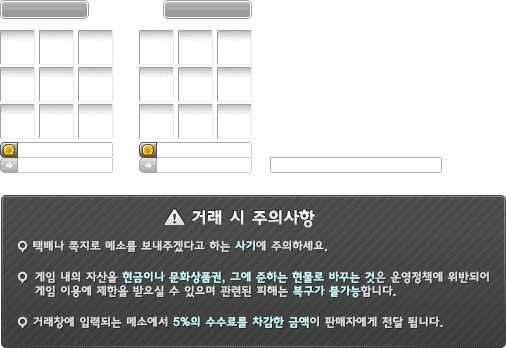 거래 시 주의사항
택배나 쪽지로 메소를 보내주겠다고 하는 사기에 주의하세요.
게임 내의 자산을 현금이나 문화상품권, 그에 준하는 현물로 바꾸는 것은 운영정책에 위반되어
게임 이용에 제한을 받으실 수 있으며 관련된 피해는 복구가 불가능합니다.
거래창에 입력되는 메소에서 5%의 수수료를 차감한 금액이 판매자에게 전달 됩니다.